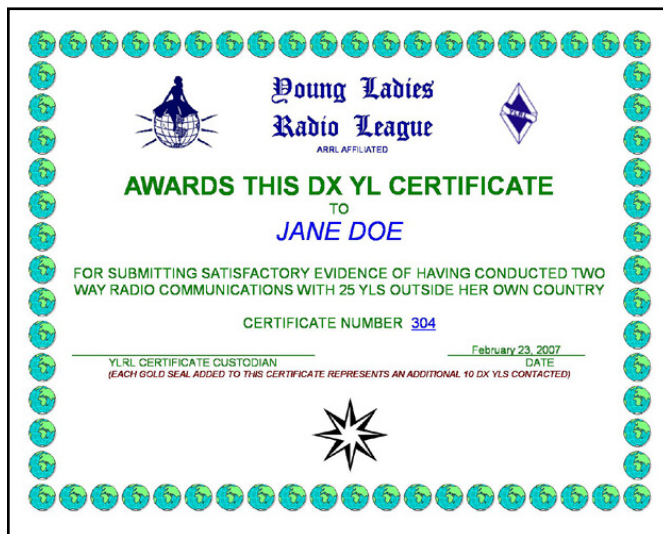 Young Ladies
Radio League
ARRL AFFILIATED
YLRL
AWARDS THIS DX YL CERTIFICATE
TO
JANE DOE
FOR SUBMITTING SATISFACTORY EVIDENCE OF HAVING CONDUCTED TWO
WAY RADIO COMMUNICATIONS WITH 25 YLS OUTSIDE HER OWN COUNTRY
CERTIFICATE NUMBER 304
February 23, 2007
YLRL CERTIFICATE CUSTODIAN DATE
(EACH GOLD SEAL ADDED TO THIS CERTIFICATE REPRESENTS AN ADDITIONAL 10 DX YLS CONTACTED)